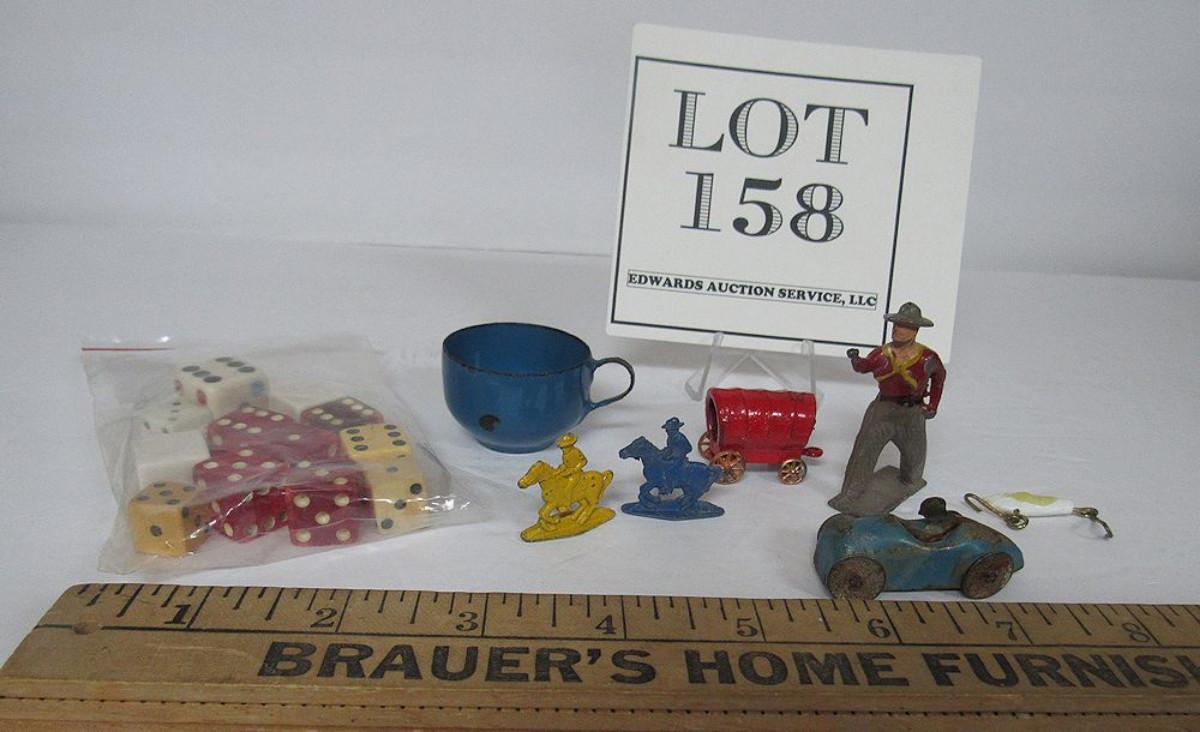 LOT
158
EDWARDS AUCTION SERVICE, LLC
1 2 3 4 5 6 7 8
BRAUER'S HOME FURNIS